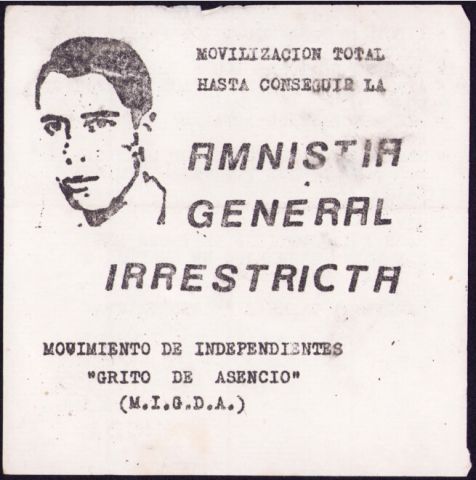 MOVILIZACION TOTAL
HASTA CONSEGUIR LA
AMNISTIA
GENERAL
IRRESTRICTA
MOVIMIENTO DE INDEPENDIENTES
"GRITO DE ASENCIO"
(M.I.G.D.A.)